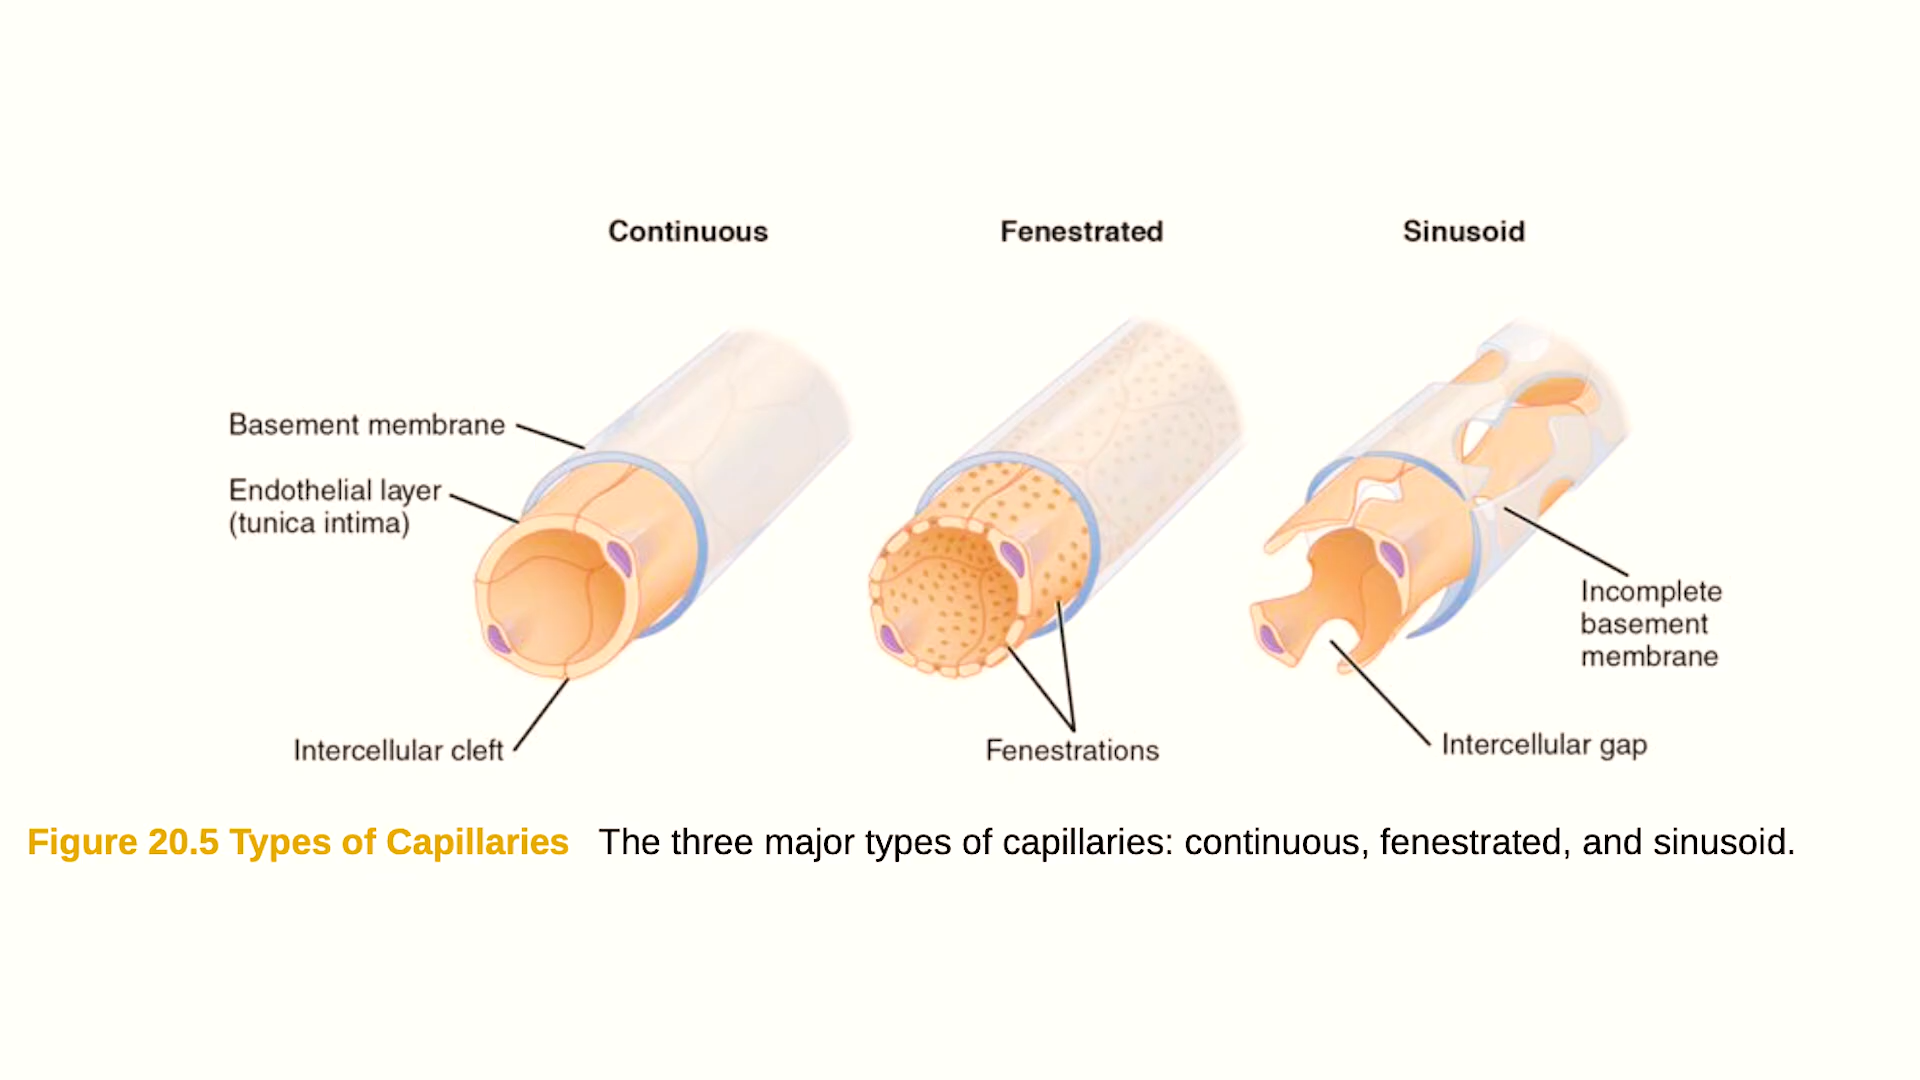 Continuous
Fenestrated
Sinusoid
Basement membrane
Endothelial layer
(tunica intima)
Incomplete
basement
membrane
Intercellular cleft
Fenestrations
Intercellular gap
Figure 20.5 Types of Capillaries The three major types of capillaries: continuous, fenestrated, and sinusoid.